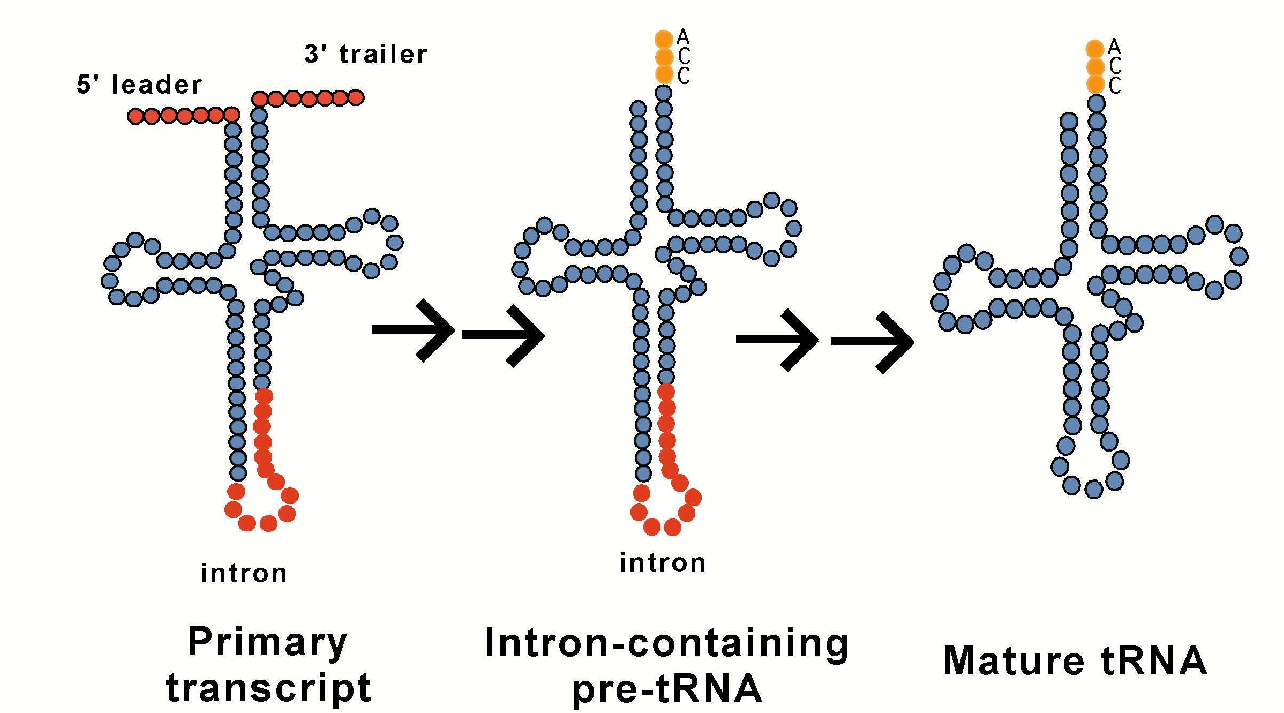 5' leader
3' trailer
intron
Primary
transcript
A
C
C
intron
Intron-containing
pre-tRNA
A
C
C
Mature tRNA